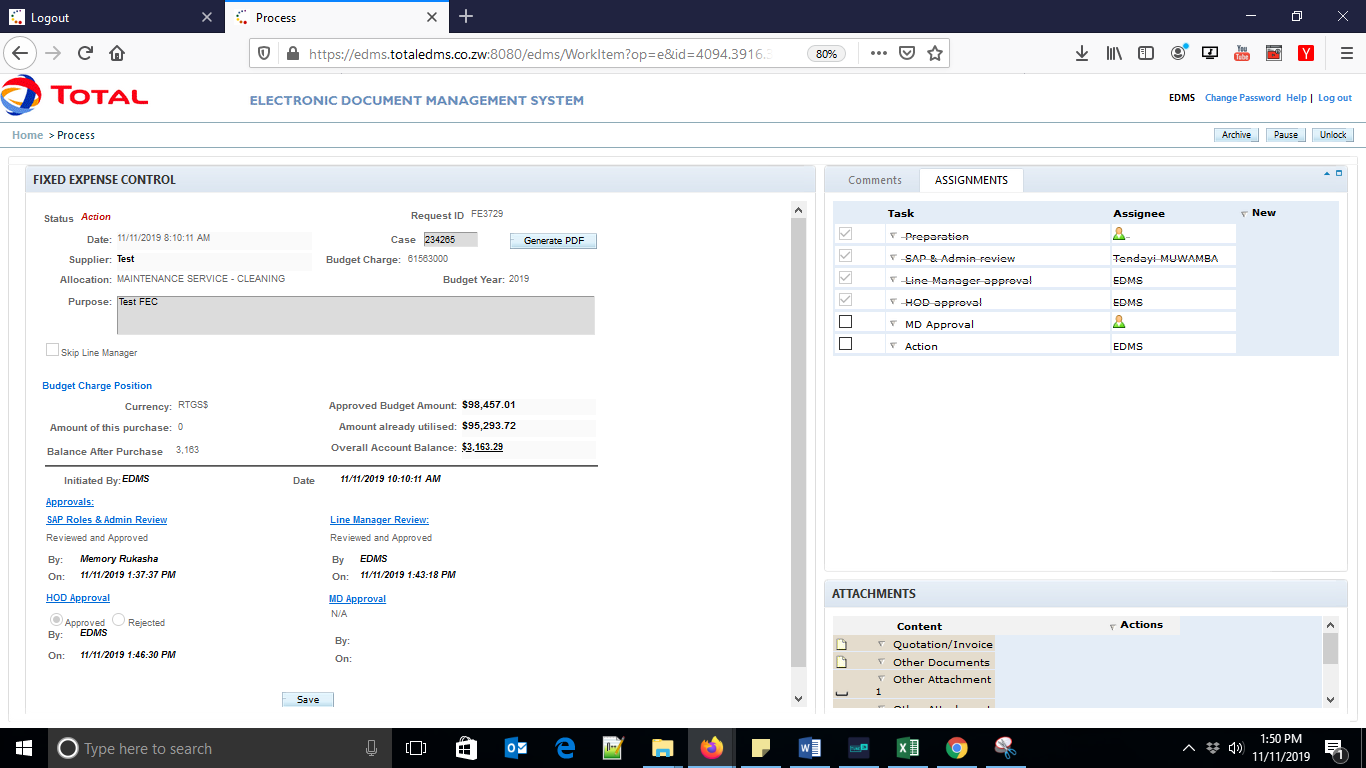 Logout
Process
https://edms.totaledms.co.zw:8080/edms/WorkItem?op=e&id=4094.3916.
80%
TOTAL
ELECTRONIC DOCUMENT MANAGEMENT SYSTEM
EDMS Change Password Help | Log out
Home > Process
Archive Pause Unlock
FIXED EXPENSE CONTROL
Status Action
Request ID FE3729
Date: 11/11/2019 8:10:11 AM
Case 234265
Generate PDF
Supplier: Test
Budget Charge: 61563000
Allocation: MAINTENANCE SERVICE - CLEANING
Budget Year: 2019
Purpose: Test FEC
Skip Line Manager
Budget Charge Position
Currency: RTGS$
Approved Budget Amount: $98,457.01
Amount of this purchase: 0
Amount already utilised: $95,293.72
Balance After Purchase 3,163
Overall Account Balance: $3,163.29
Initiated By: EDMS
Date 11/11/2019 10:10:11 AM
Approvals:
SAP Roles & Admin Review
Line Manager Review:
Reviewed and Approved
Reviewed and Approved
By: Memory Rukasha
By EDMS
On: 11/11/2019 1:37:37 PM
On: 11/11/2019 1:43:18 PM
HOD Approval
MD Approval
Approved Rejected
N/A
By: EDMS
By:
On: 11/11/2019 1:46:30 PM
On:
Save
Comments
ASSIGNMENTS
Task Assignee New
Preparation
SAP & Admin review Tendayi MUWAMBA
Line Manager approval EDMS
HOD approval EDMS
MD Approval
Action EDMS
ATTACHMENTS
Content Actions
Quotation/Invoice
Other Documents
Other Attachment
1
Type here to search
1:50 PM
11/11/2019
1